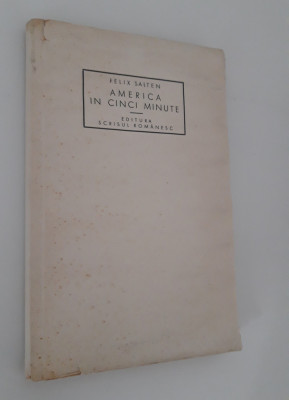 FELIX SALTEN
AMERICA
IN CINCI MINUTE
EDITURA
SCRISUL ROMÂNESC